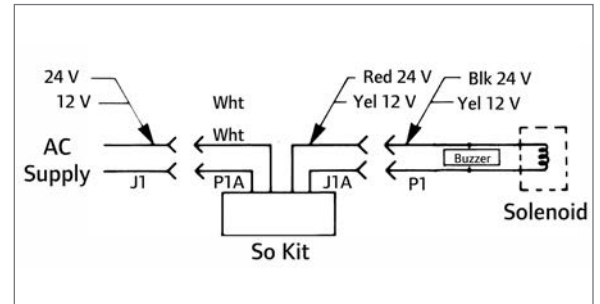 24 V
12 V
Wht
Wht
Red 24 V
Yel 12 V
Blk 24 V
Yel 12 V
AC
Supply
J1
P1A
J1A
P1
Buzzer
Solenoid
So Kit